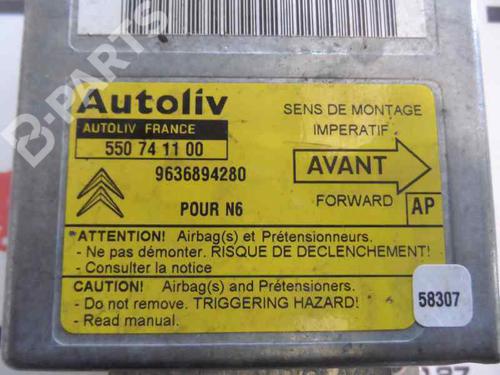 Autoliv
AUTOLIV FRANCE
550 74 11 00
9636894280
POUR N6
SENS DE MONTAGE
IMPERATIF
AVANT
FORWARD
AP
*ATTENTION! Airbag(s) et Prétensionneurs.
- Ne pas démonter. RISQUE DE DECLENCHEMENT!
- Consulter la notice
CAUTION! Airbag(s) and Prétensioners.
- Do not remove. TRIGGERING HAZARD!
- Read manual.
58307
B-PARTS